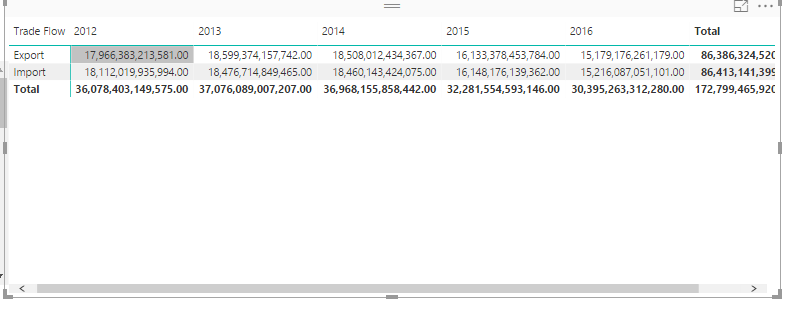 Trade Flow 2012 2013 2014 2015 2016 Total
Export 17,966,383,213,581.00 18,599,374,157,742.00 18,508,012,434,367.00 16,133,378,453,784.00 15,179,176,261,179.00 86,386,324,520
Import 18,112,019,935,994.00 18,476,714,849,465.00 18,460,143,424,075.00 16,148,176,139,362.00 15,216,087,051,101.00 86,413,141,399
Total 36,078,403,149,575.00 37,076,089,007,207.00 36,968,155,858,442.00 32,281,554,593,146.00 30,395,263,312,280.00 172,799,465,920